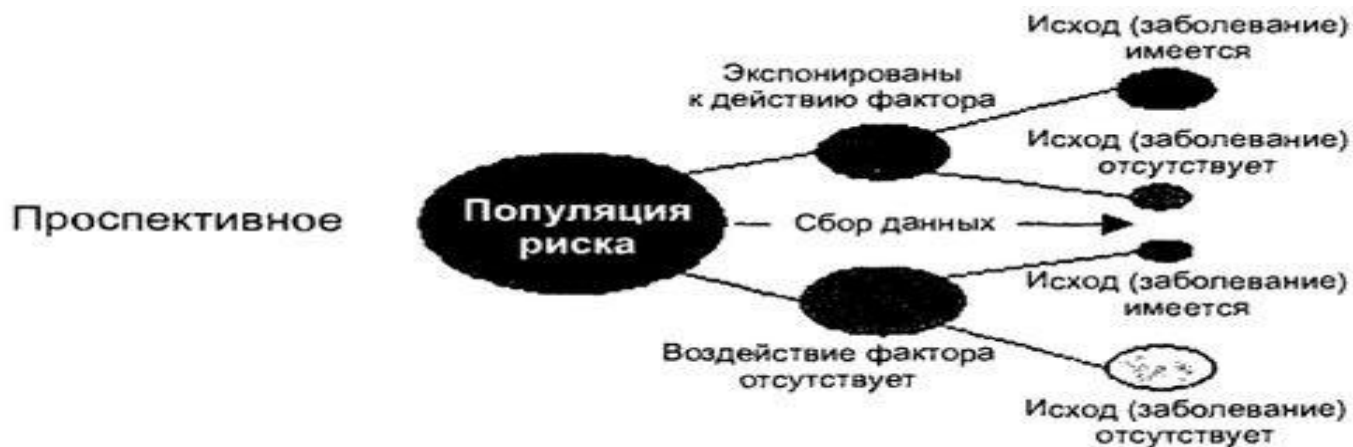 Исход (заболевание)
имеется
Экспонированы
к действию фактора
Исход (заболевание)
отсутствует
Проспективное
Популяция
риска
Сбор данных
Исход (заболевание)
имеется
Воздействие фактора
отсутствует
Исход (заболевание)
отсутствует